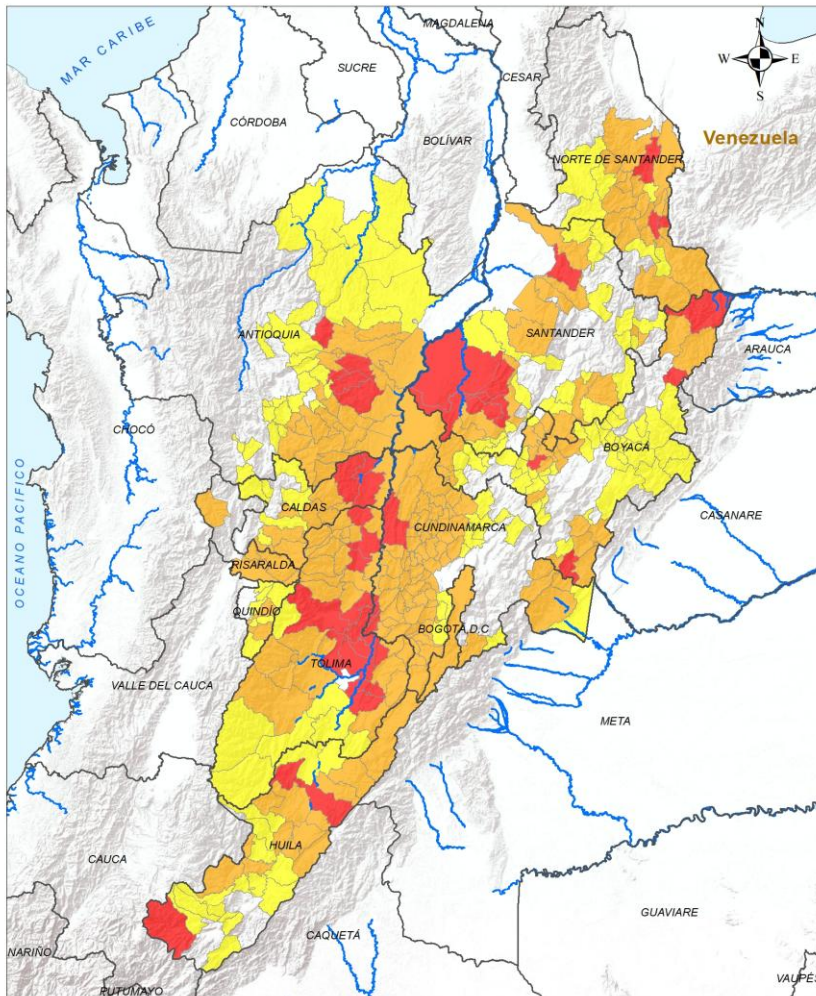 MAGDALENA
MAR CARIBE
N
W
E
S
SUCRE
CESAR
CÓRDOBA
BOLÍVAR
Venezuela
NORTE DE SANTANDER
ANTIOQUIA
SANTANDER
ARAUCA
CHOCÓ
BOYACÁ
OCEANO PACIFICO
CALDAS
CUNDINAMARCA
CASANARE
RISARALDA
QUINDÍO
BOGOTÁ D.C
TOLIMA
VALLE DEL CAUCA
META
HUILA
CAUCA
GUAVIARE
CAQUETÁ
NARIÑO
PUTUMAYO
VAUPÉS